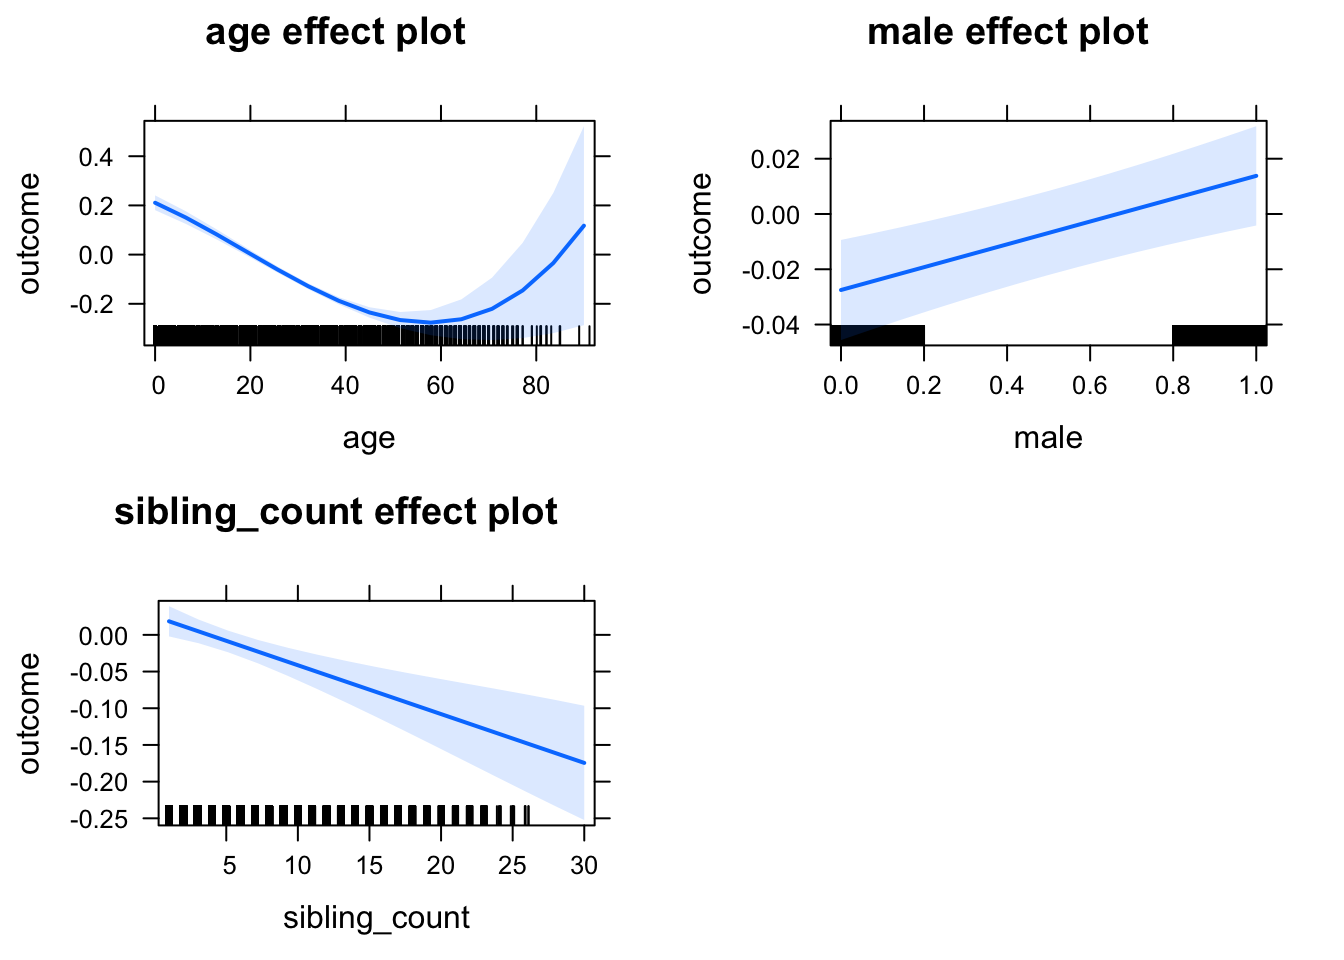 age effect plot
outcome
0.4
0.2
0.0
-0.2
0 20 40 60 80
age
male effect plot
outcome
0.02
0.00
-0.02
-0.04
0.0 0.2 0.4 0.6 0.8 1.0
male
sibling_count effect plot
outcome
0.00
-0.05
-0.10
-0.15
-0.20
-0.25
5 10 15 20 25 30
sibling_count